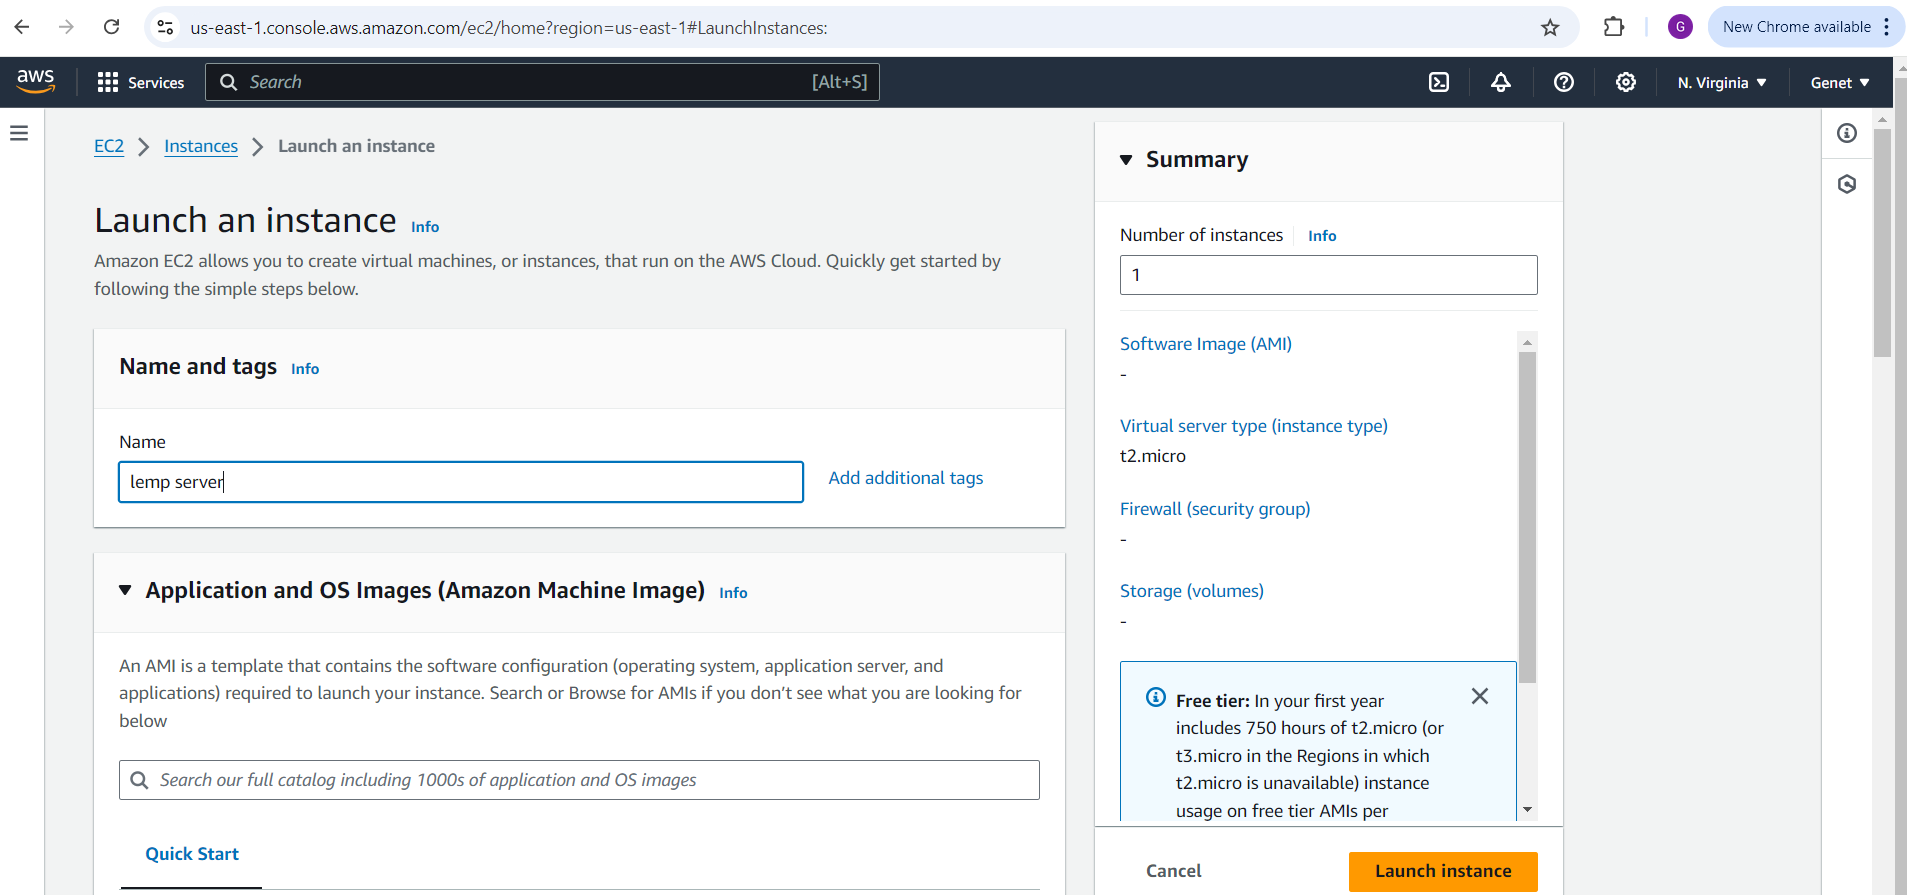 us-east-1.console.aws.amazon.com/ec2/home?region=us-east-1#LaunchInstances:
G
New Chrome available
aws
Services
Search
[Alt+S]
N. Virginia
Genet
EC2
Instances
Launch an instance
Launch an instance
Info
Amazon EC2 allows you to create virtual machines, or instances, that run on the AWS Cloud. Quickly get started by
following the simple steps below.
Name and tags
Info
Name
lemp server
Add additional tags
Application and OS Images (Amazon Machine Image)
Info
An AMI is a template that contains the software configuration (operating system, application server, and
applications) required to launch your instance. Search or Browse for AMIs if you don’t see what you are looking for
below
Search our full catalog including 1000s of application and OS images
Quick Start
Summary
Number of instances
Info
1
Software Image (AMI)
-
Virtual server type (instance type)
t2.micro
Firewall (security group)
-
Storage (volumes)
-
Free tier: In your first year
includes 750 hours of t2.micro (or
t3.micro in the Regions in which
t2.micro is unavailable) instance
usage on free tier AMIs per
Cancel
Launch instance